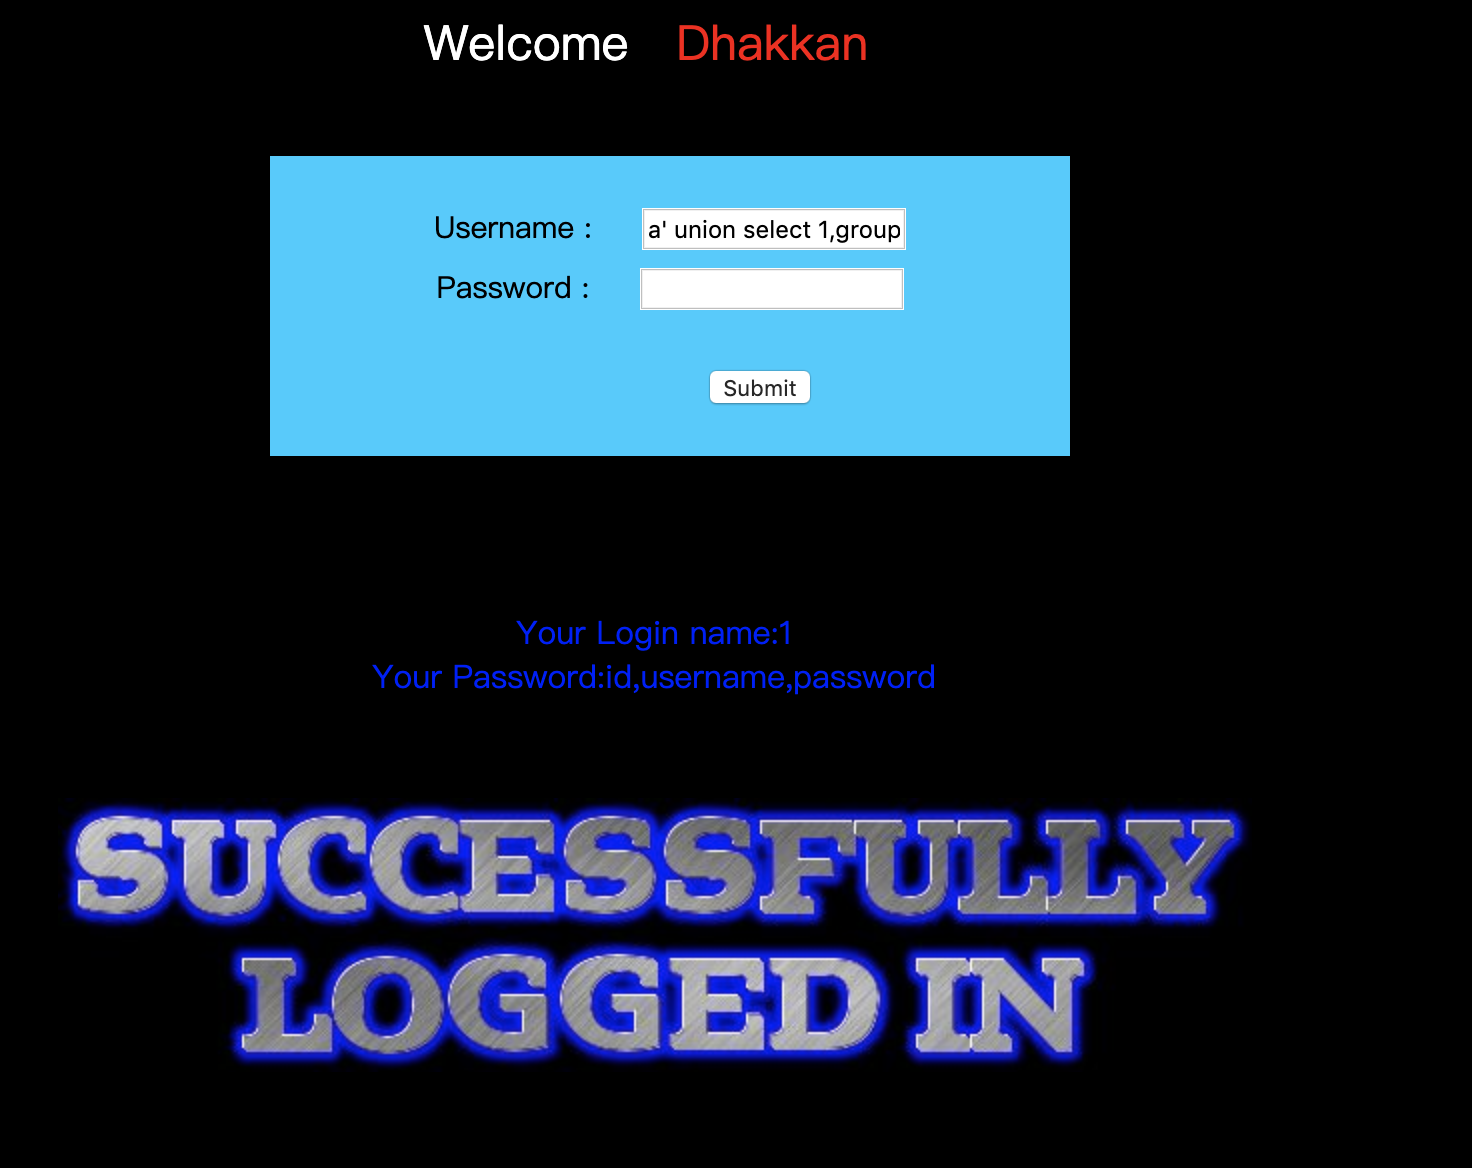 Welcome Dhakkan
Username :
a' union select 1,group
Password :
Submit
Your Login name:1
Your Password:id,username,password
SUCCESSFULLY
LOGGED IN